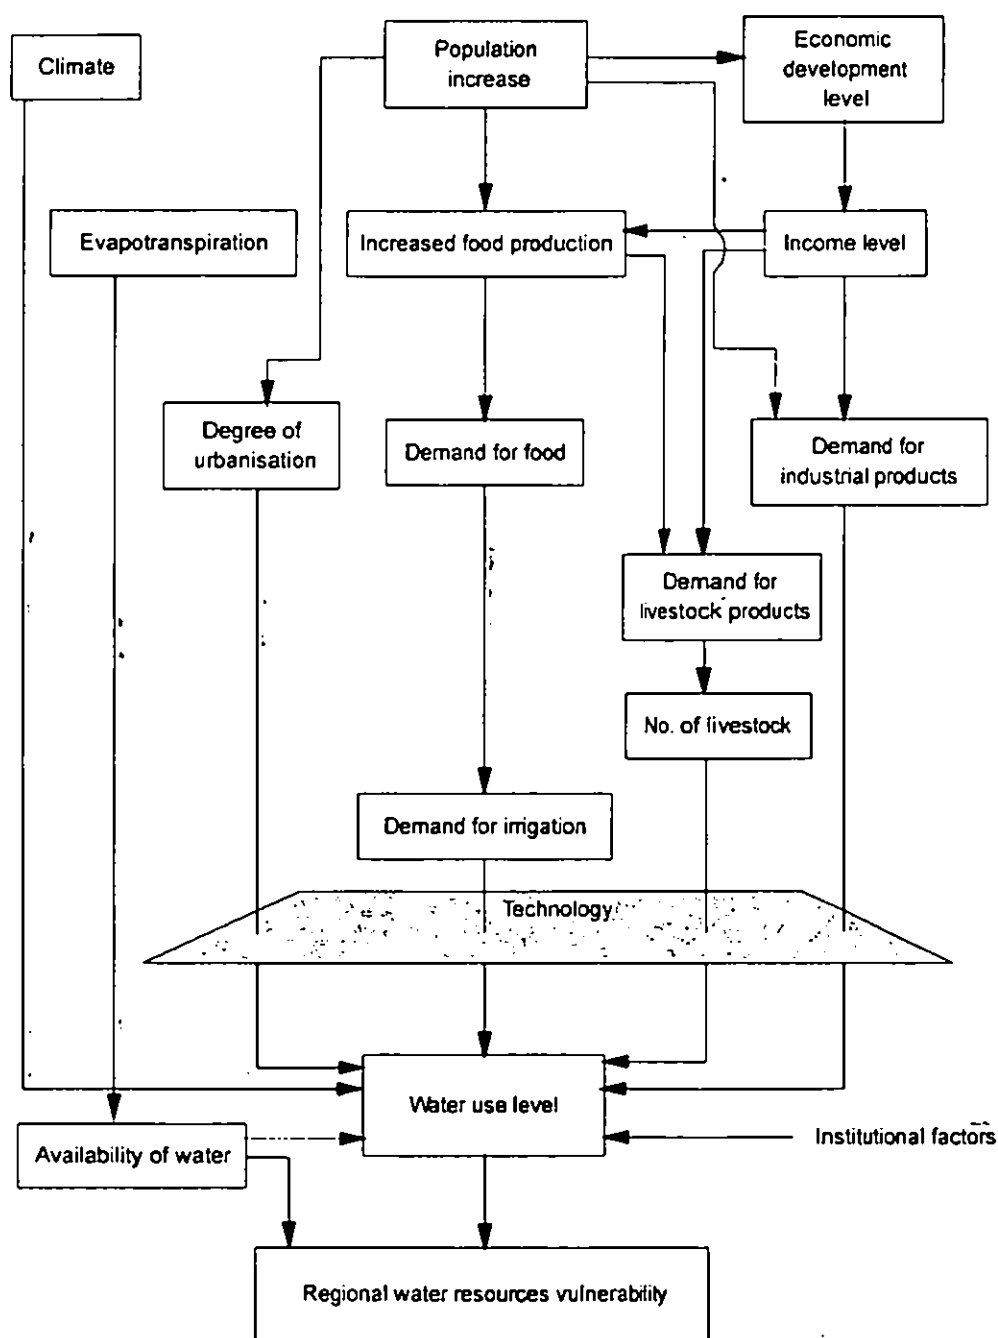 Climate
Population
increase
Economic
development
level
Evapotranspiration
Increased food production
Income level
Degree of
urbanisation
Demand for food
Demand for
industrial products
Demand for
livestock products
No. of livestock
Demand for irrigation
Technology
Water use level
Institutional factors
Availability of water
Regional water resources vulnerability